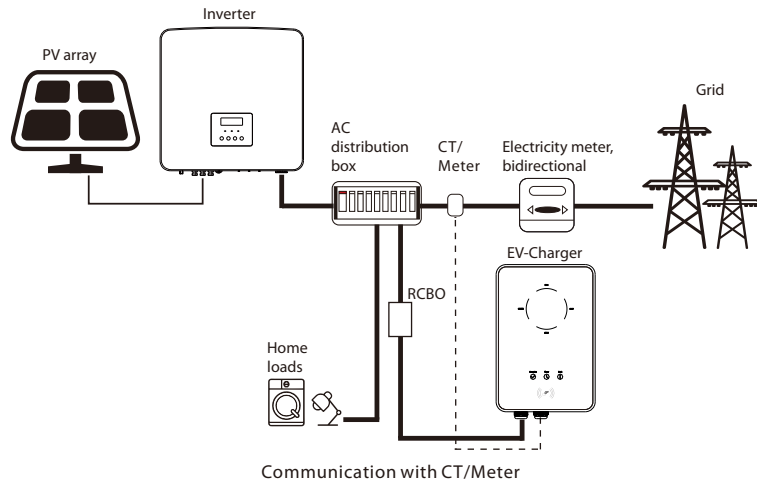 Inverter
PV array
Grid
AC
distribution
box
CT/
Meter
Electricity meter,
bidirectional
EV-Charger
RCBO
Home
loads
Communication with CT/Meter